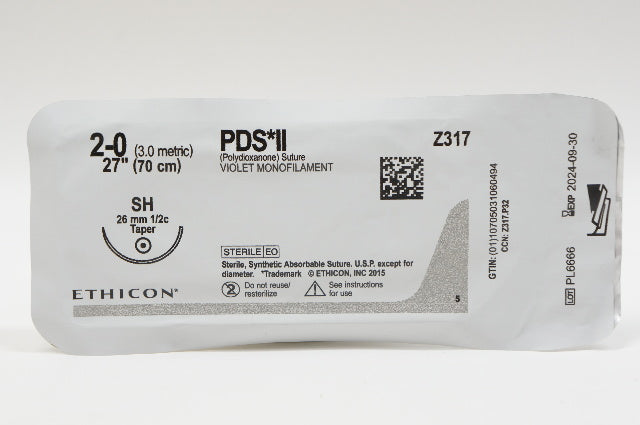 2-0 (3.0 metric)
27" (70 cm)
SH
26 mm 1/2c
Taper
ETHICON*
PDS*II
(Polydioxanone) Suture
VIOLET MONOFILAMENT
STERILE EO
Sterile, Synthetic Absorbable Suture. U.S.P. except for
diameter. *Trademark © ETHICON, INC 2015
2 Do not reuse/
resterilize
See instructions
for use
Z317
5
GTIN: (01)10705031060494
CCN: Z317.P32
EXP 2024-09-30
LOT PL6666